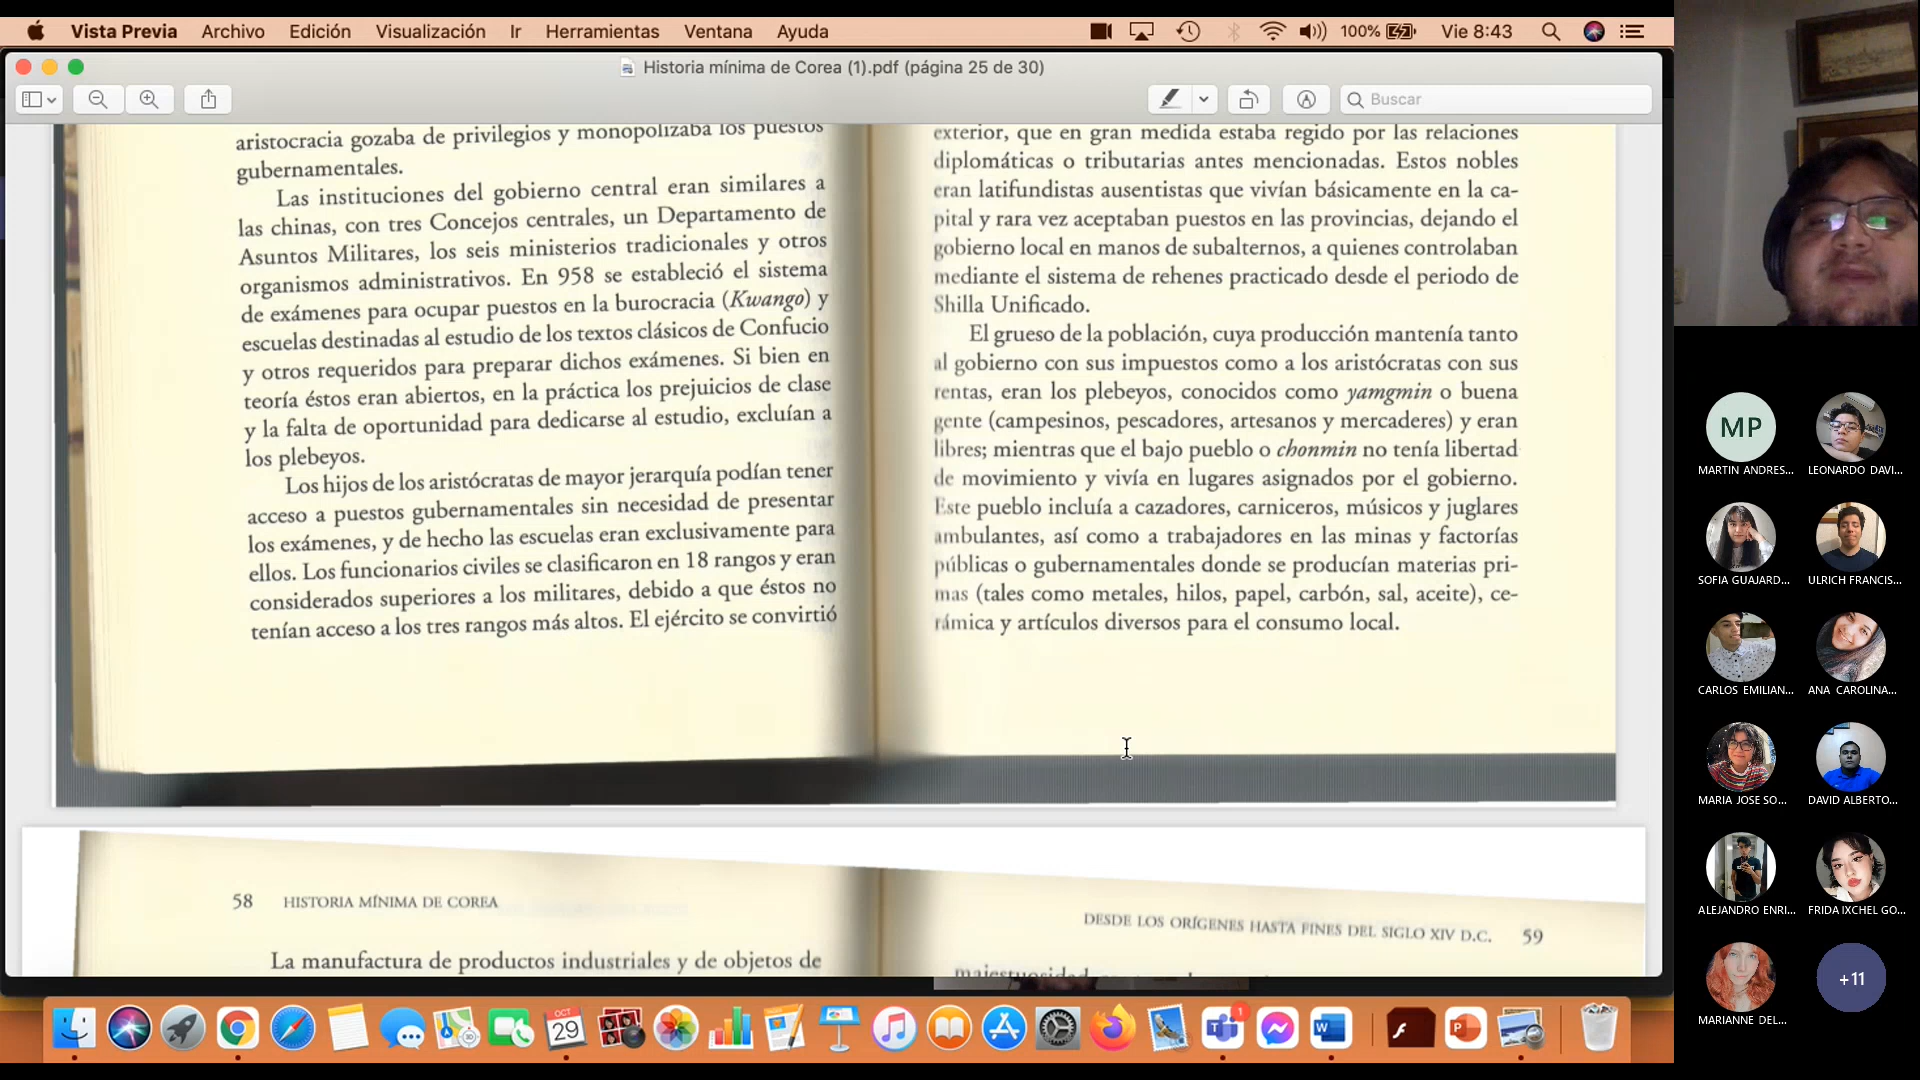 Vista Previa Archivo Edición Visualización Ir Herramientas Ventana Ayuda
100% Vie 8:43
Historia mínima de Corea (1).pdf (página 25 de 30)
Buscar
aristocracia gozaba de privilegios y monopolizaba los puestos
gubernamentales.
Las instituciones del gobierno central eran similares a
las chinas, con tres Concejos centrales, un Departamento de
Asuntos Militares, los seis ministerios tradicionales y otros
organismos administrativos. En 958 se estableció el sistema
de exámenes para ocupar puestos en la burocracia (Kwango) y
escuelas destinadas al estudio de los textos clásicos de Confucio
y otros requeridos para preparar dichos exámenes. Si bien en
teoría éstos eran abiertos, en la práctica los prejuicios de clase
y la falta de oportunidad para dedicarse al estudio, excluían a
los plebeyos.
Los hijos de los aristócratas de mayor jerarquía podían tener
acceso a puestos gubernamentales sin necesidad de presentar
los exámenes, y de hecho las escuelas eran exclusivamente para
ellos. Los funcionarios civiles se clasificaron en 18 rangos y eran
considerados superiores a los militares, debido a que éstos no
tenían acceso a los tres rangos más altos. El ejército se convirtió
exterior, que en gran medida estaba regido por las relaciones
diplomáticas o tributarias antes mencionadas. Estos nobles
eran latifundistas ausentistas que vivían básicamente en la ca-
pital y rara vez aceptaban puestos en las provincias, dejando el
gobierno local en manos de subalternos, a quienes controlaban
mediante el sistema de rehenes practicado desde el periodo de
Shilla Unificado.
El grueso de la población, cuya producción mantenía tanto
al gobierno con sus impuestos como a los aristócratas con sus
rentas, eran los plebeyos, conocidos como yamgmin o buena
gente (campesinos, pescadores, artesanos y mercaderes) y eran
libres; mientras que el bajo pueblo o chonmin no tenía libertad
de movimiento y vivía en lugares asignados por el gobierno.
Este pueblo incluía a cazadores, carniceros, músicos y juglares
ambulantes, así como a trabajadores en las minas y factorías
públicas o gubernamentales donde se producían materias pri-
mas (tales como metales, hilos, papel, carbón, sal, aceite), ce-
rámica y artículos diversos para el consumo local.
58 HISTORIA MÍNIMA DE COREA
La manufactura de productos industriales y de objetos de
DESDE LOS ORÍGENES HASTA FINES DEL SIGLO XIV D.C. 59
majestuosidad
MP
MARTIN ANDRES...
LEONARDO DAVI...
SOFIA GUAJARD...
ULRICH FRANCIS...
CARLOS EMILIAN...
ANA CAROLINA...
MARIA JOSE SO...
DAVID ALBERTO...
ALEJANDRO ENRI...
FRIDA IXCHEL GO...
MARIANNE DEL...
+11
OCT
29
1